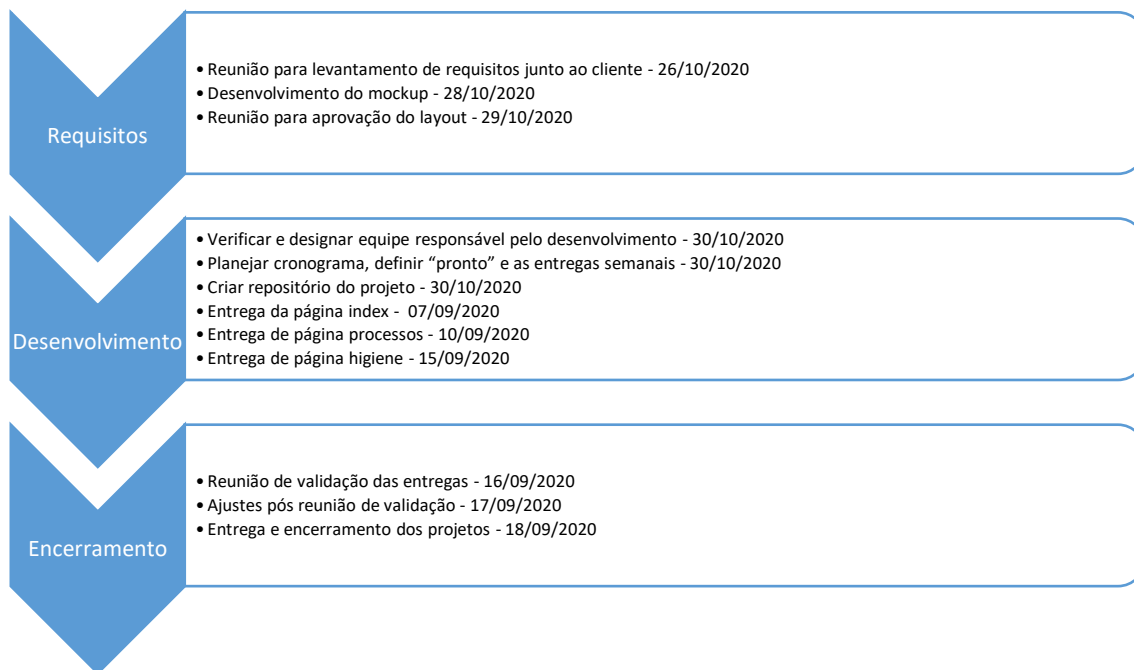 Requisitos
• Reunião para levantamento de requisitos junto ao cliente - 26/10/2020
• Desenvolvimento do mockup - 28/10/2020
• Reunião para aprovação do layout - 29/10/2020
Desenvolvimento
• Verificar e designar equipe responsável pelo desenvolvimento - 30/10/2020
• Planejar cronograma, definir “pronto” e as entregas semanais - 30/10/2020
• Criar repositório do projeto - 30/10/2020
• Entrega da página index -  07/09/2020
• Entrega de página processos - 10/09/2020
• Entrega de página higiene - 15/09/2020
Encerramento
• Reunião de validação das entregas - 16/09/2020
• Ajustes pós reunião de validação - 17/09/2020
• Entrega e encerramento dos projetos - 18/09/2020